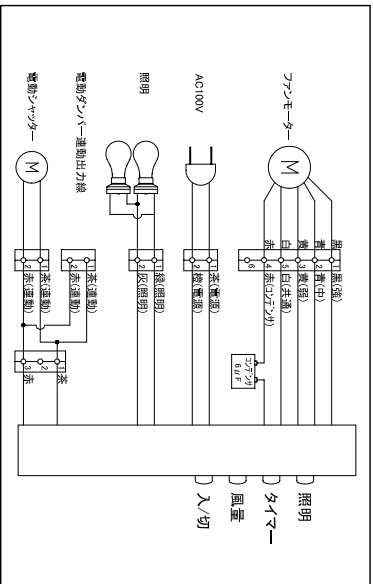 ファンモーター
M
黒 1 黒(強)
青 2 青(中)
黄 3 黄(弱)
白 5 白(共通)
赤 4 赤(コンデンサ)
6
コンデンサ
6μF
AC100V
1 茶(電源)
2 橙(電源)
照明
1 緑(照明)
2 灰(照明)
電動ダンパー連動出力線
1 茶(連動)
2 赤(連動)
電動シャッター
M
1 茶(連動)
2 赤(連動)
1 茶
2
3 赤
照明
タイマー
風量
入/切